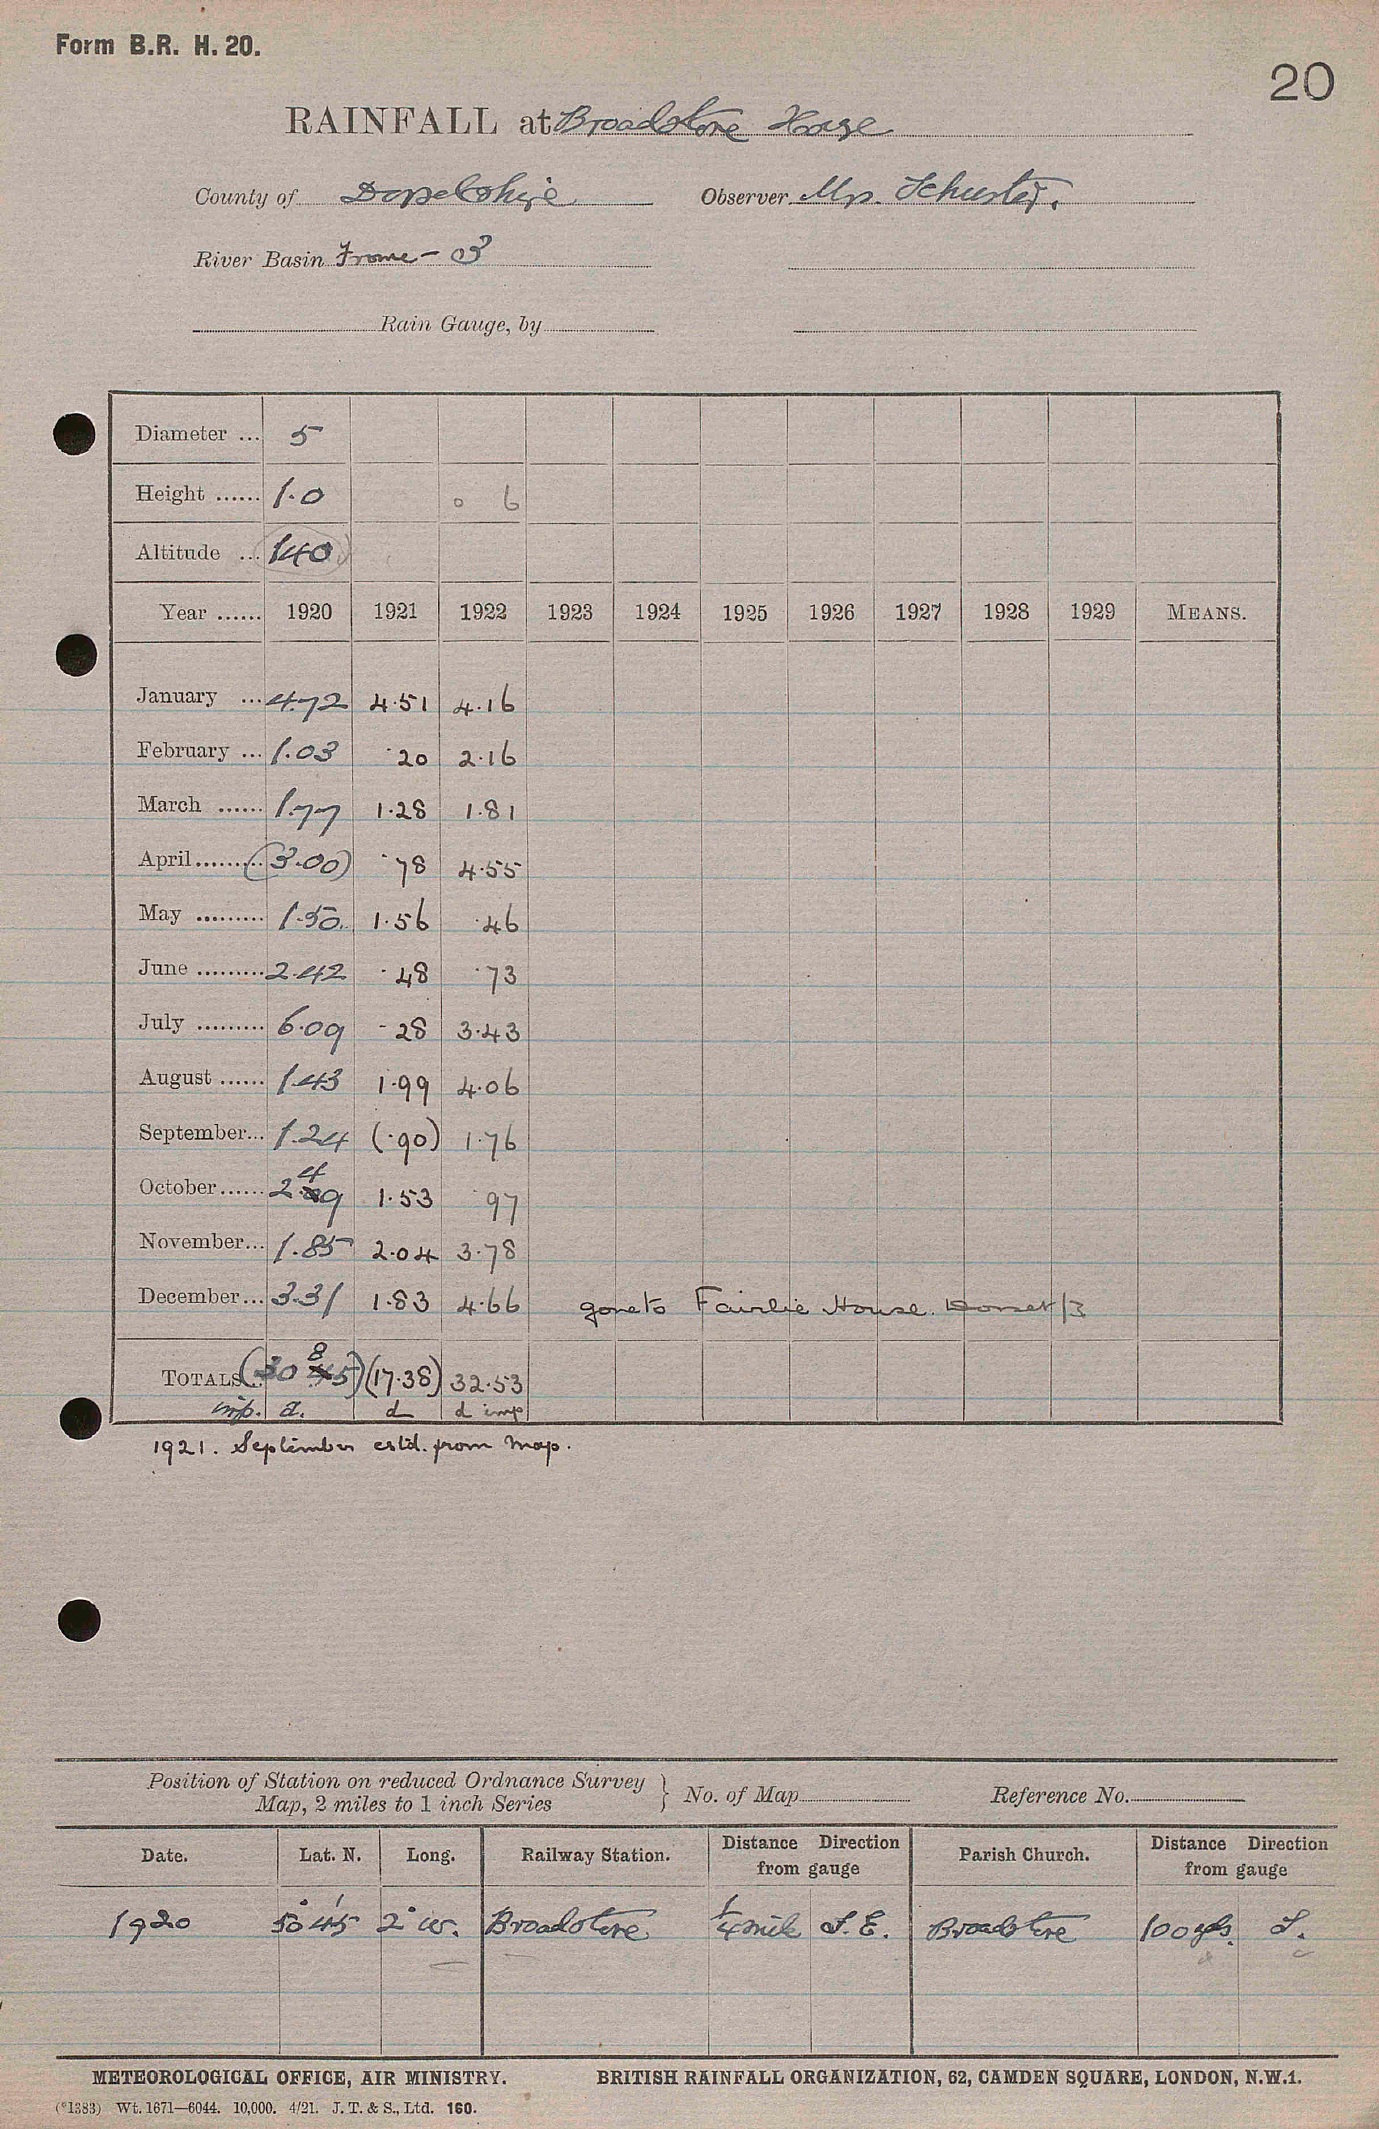 Form B.R. H. 20.
20
RAINFALL at Broadstone House
County of Dorsetshire Observer Mrs. Schuster.
River Basin Frome - 3
Rain Gauge, by
Diameter ... 5
Height ...... 1.0 0 6
Altitude ... 140
Year ...... 1920 1921 1922 1923 1924 1925 1926 1927 1928 1929 MEANS.
January ... 4.72 4.51 4.16
February ... 1.03 .20 2.16
March ...... 1.77 1.28 1.81
April......... (3.00) .78 4.55
May ......... 1.50 1.56 .46
June ......... 2.42 .48 .73
July ......... 6.09 .28 3.43
August ...... 1.43 1.99 4.06
September... 1.24 (.90) 1.76
October...... 2.49 1.53 .97
November... 1.85 2.04 3.78
December... 3.31 1.83 4.66 gone to Fairlie House. Dorset/3
TOTALS... (30 85) (17.38) 32.53
imp. d. d d imp
1921. September estd. from map.
Position of Station on reduced Ordnance Survey Map, 2 miles to 1 inch Series } No. of Map Reference No.
Date. Lat. N. Long. Railway Station. Distance Direction from gauge Parish Church. Distance Direction from gauge
1920 50° 45' 2° W. Broadstone 1/4 mile S.E. Broadstone 100 yds. S.
METEOROLOGICAL OFFICE, AIR MINISTRY. BRITISH RAINFALL ORGANIZATION, 62, CAMDEN SQUARE, LONDON, N.W.1.
(*1383) Wt. 1671—6044. 10,000. 4/21. J. T. & S., Ltd. 160.